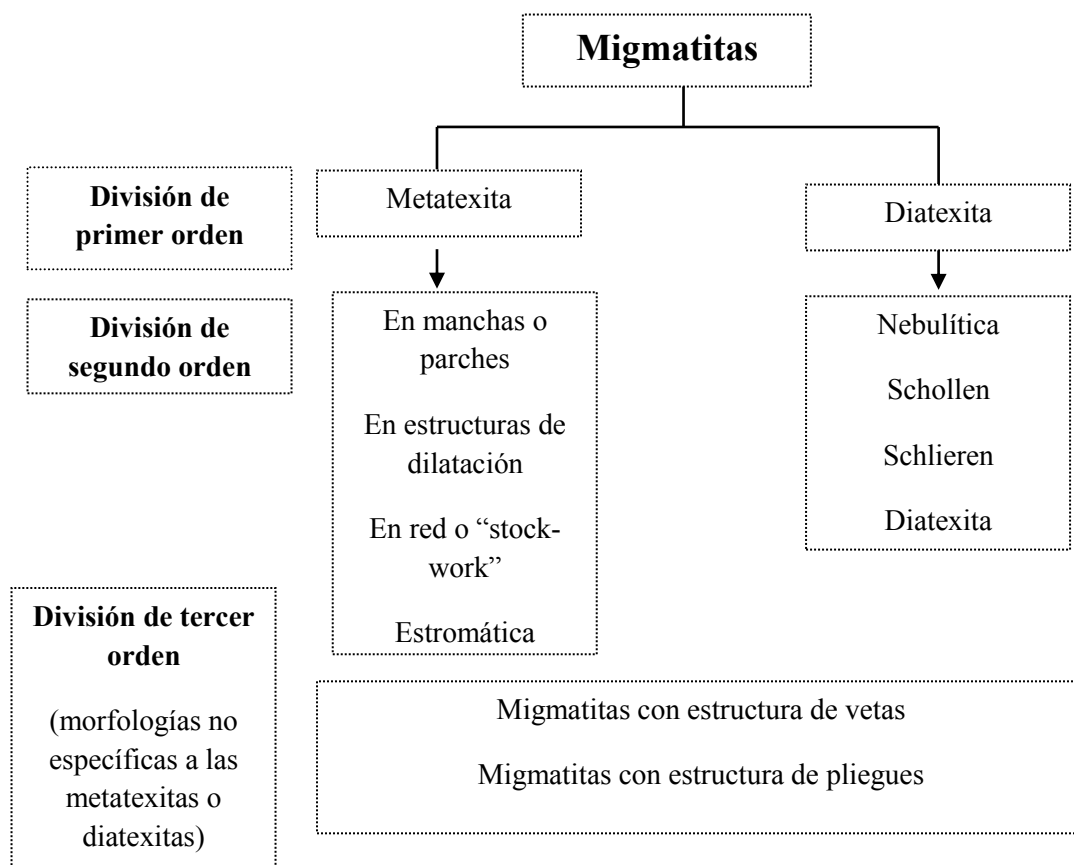 Migmatitas
División de
primer orden
Metatexita
Diatexita
División de
segundo orden
En manchas o
parches
En estructuras de
dilatación
En red o “stock-
work”
Estromática
Nebulítica
Schollen
Schlieren
Diatexita
División de tercer
orden
(morfologías no
específicas a las
metatexitas o
diatexitas)
Migmatitas con estructura de vetas
Migmatitas con estructura de pliegues